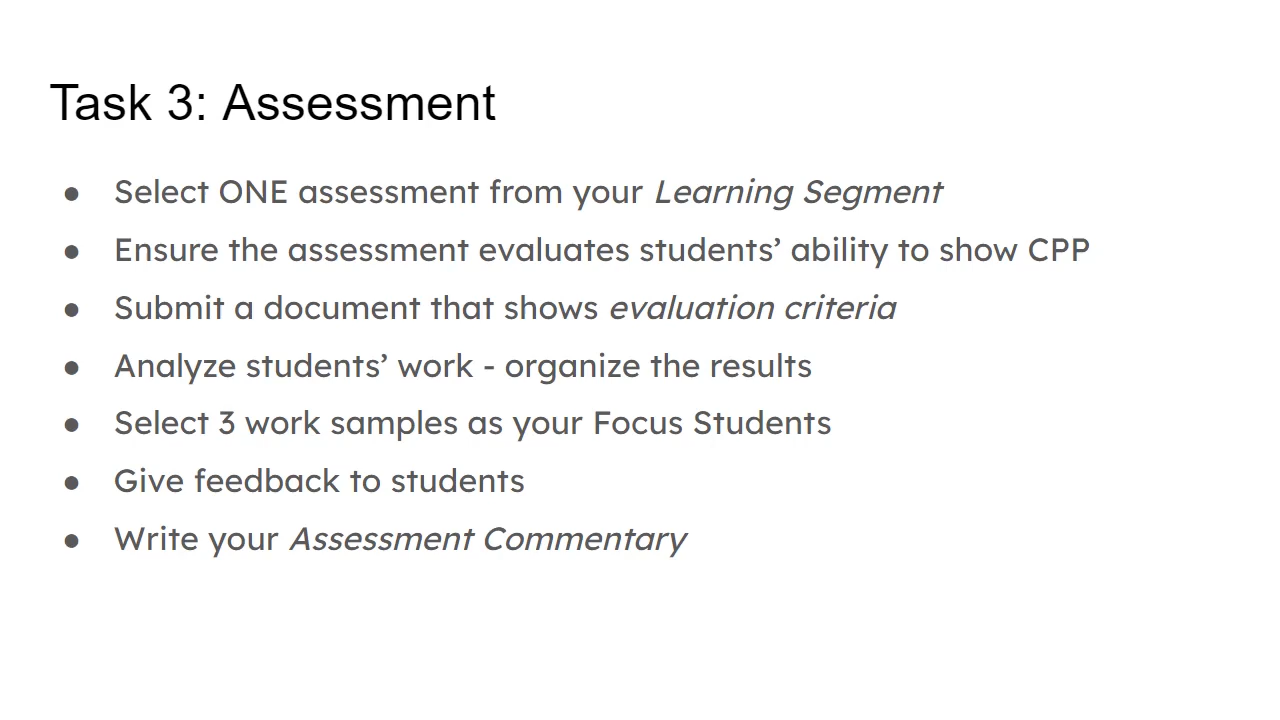 Task 3: Assessment
● Select ONE assessment from your Learning Segment
● Ensure the assessment evaluates students’ ability to show CPP
● Submit a document that shows evaluation criteria
● Analyze students’ work - organize the results
● Select 3 work samples as your Focus Students
● Give feedback to students
● Write your Assessment Commentary